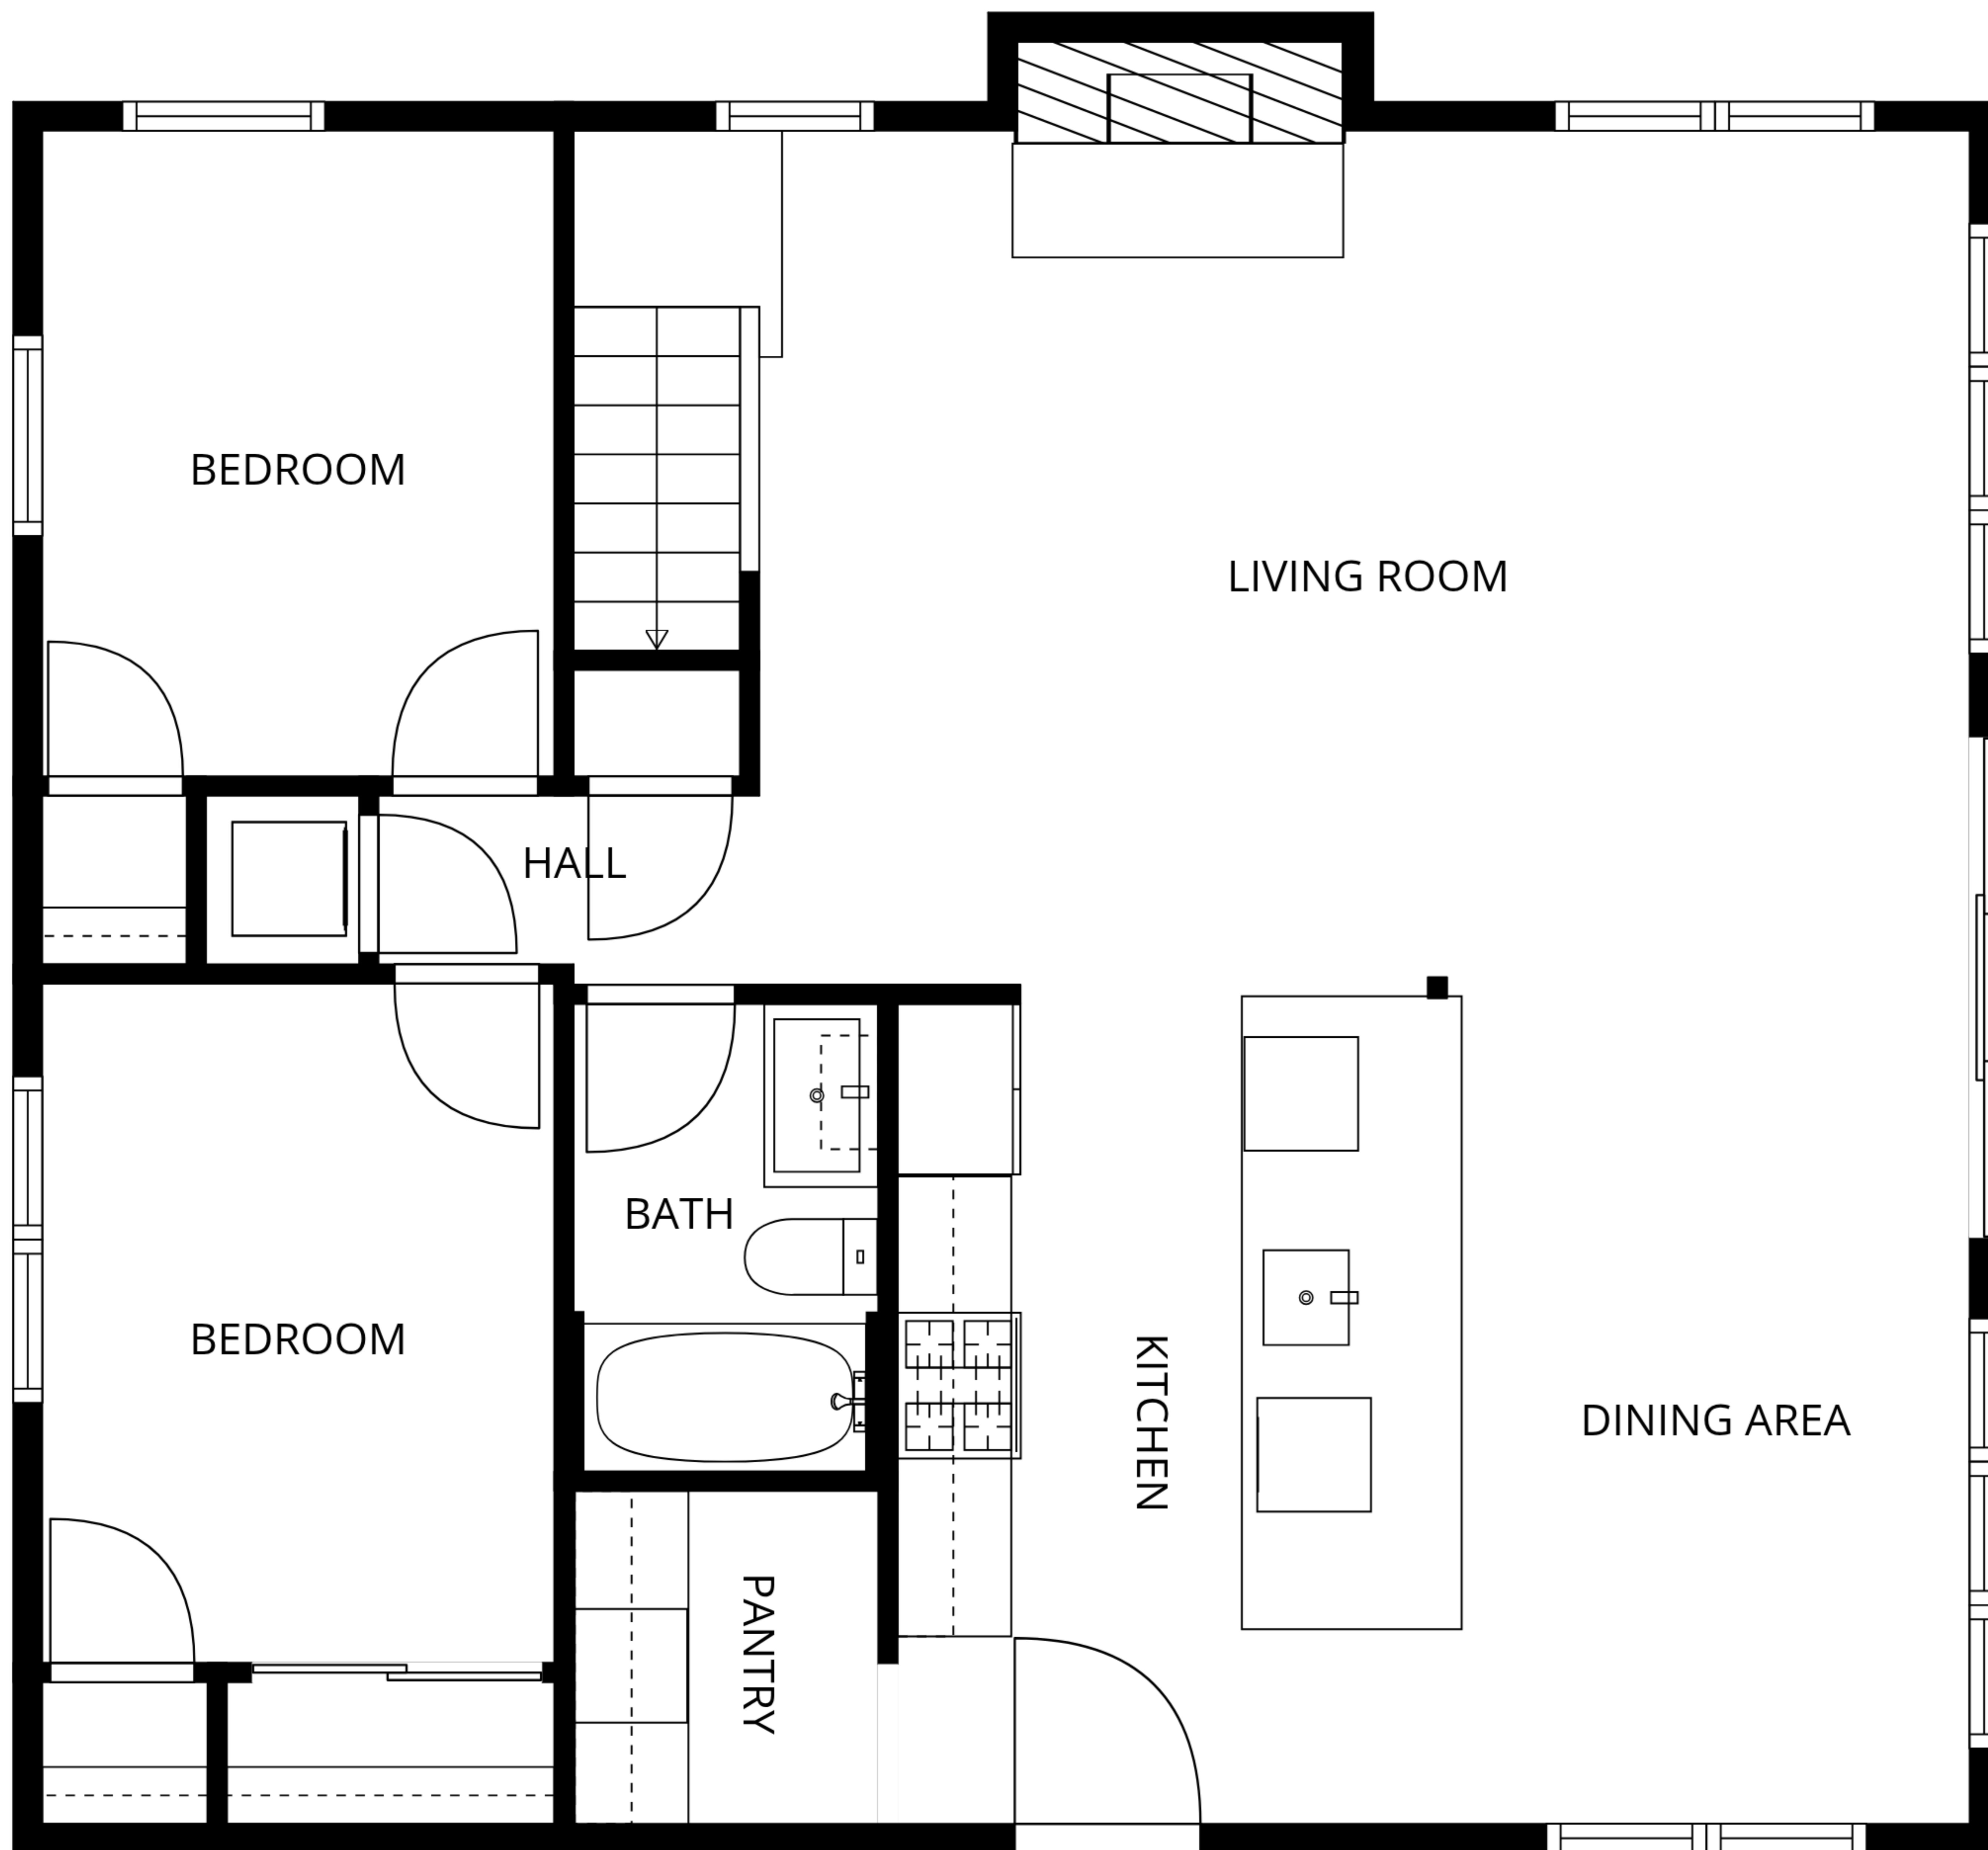 BEDROOM
LIVING ROOM
HALL
BATH
BEDROOM
KITCHEN
DINING AREA
PANTRY